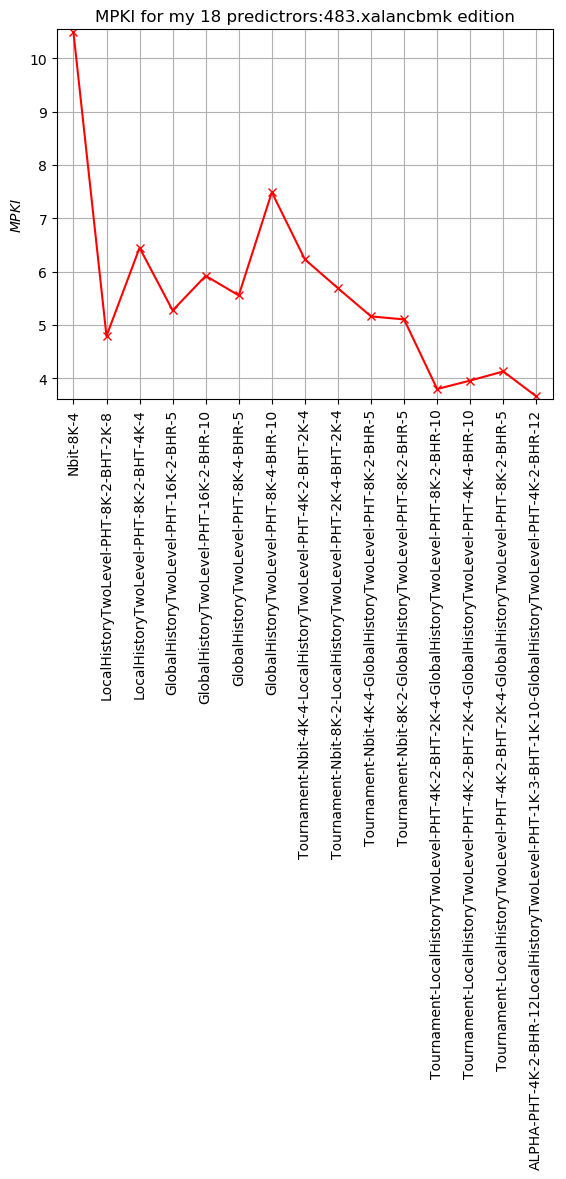 MPKI for my 18 predictrors:483.xalancbmk edition
10
9
8
7
6
5
4
MPKI
Nbit-8K-4
LocalHistoryTwoLevel-PHT-8K-2-BHT-2K-8
LocalHistoryTwoLevel-PHT-8K-2-BHT-4K-4
GlobalHistoryTwoLevel-PHT-16K-2-BHR-5
GlobalHistoryTwoLevel-PHT-16K-2-BHR-10
GlobalHistoryTwoLevel-PHT-8K-4-BHR-5
GlobalHistoryTwoLevel-PHT-8K-4-BHR-10
Tournament-Nbit-4K-4-LocalHistoryTwoLevel-PHT-4K-2-BHT-2K-4
Tournament-Nbit-8K-2-LocalHistoryTwoLevel-PHT-2K-4-BHT-2K-4
Tournament-Nbit-4K-4-GlobalHistoryTwoLevel-PHT-8K-2-BHR-5
Tournament-Nbit-8K-2-GlobalHistoryTwoLevel-PHT-8K-2-BHR-5
Tournament-LocalHistoryTwoLevel-PHT-4K-2-BHT-2K-4-GlobalHistoryTwoLevel-PHT-8K-2-BHR-10
Tournament-LocalHistoryTwoLevel-PHT-4K-2-BHT-2K-4-GlobalHistoryTwoLevel-PHT-4K-4-BHR-10
Tournament-LocalHistoryTwoLevel-PHT-4K-2-BHT-2K-4-GlobalHistoryTwoLevel-PHT-8K-2-BHR-5
ALPHA-PHT-4K-2-BHR-12LocalHistoryTwoLevel-PHT-1K-3-BHT-1K-10-GlobalHistoryTwoLevel-PHT-4K-2-BHR-12